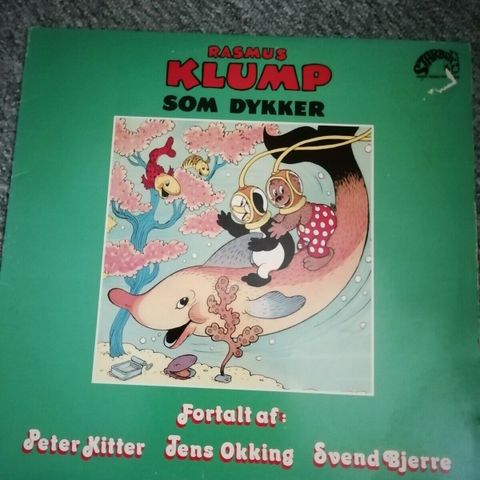 RASMUS
KLUMP
SOM DYKKER
Fortalt af:
Peter Kitter Jens Okking Svend Bjerre